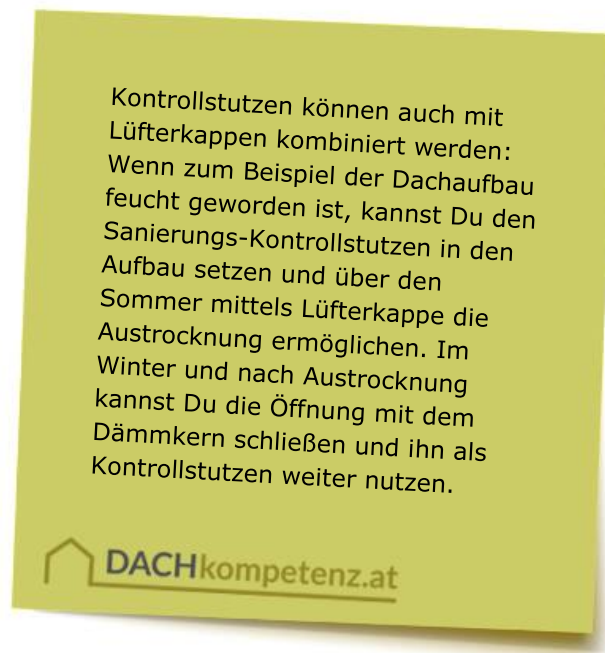 Kontrollstutzen können auch mit
Lüfterkappen kombiniert werden:
Wenn zum Beispiel der Dachaufbau
feucht geworden ist, kannst Du den
Sanierungs-Kontrollstutzen in den
Aufbau setzen und über den
Sommer mittels Lüfterkappe die
Austrocknung ermöglichen. Im
Winter und nach Austrocknung
kannst Du die Öffnung mit dem
Dämmkern schließen und ihn als
Kontrollstutzen weiter nutzen.
DACHkompetenz.at